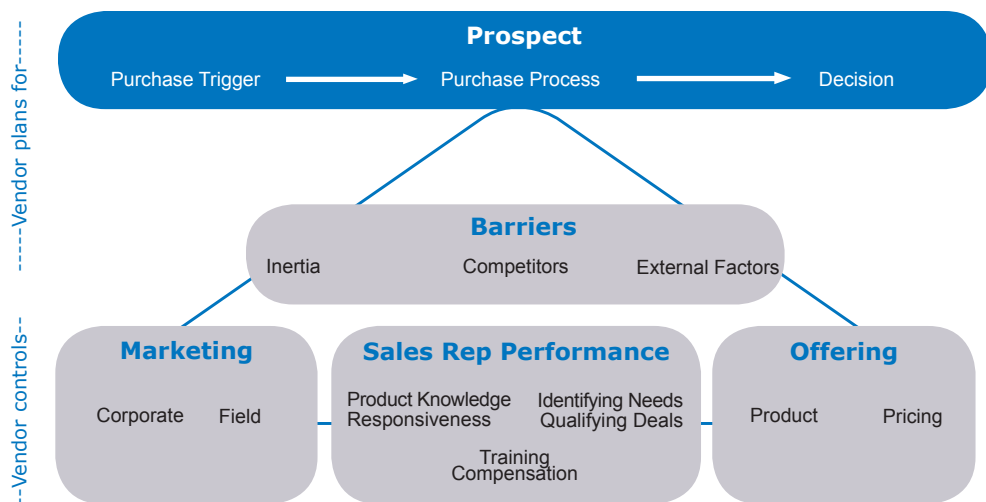 -----Vendor plans for-----
Prospect
Purchase Trigger Purchase Process Decision
Barriers
Inertia Competitors External Factors
--Vendor controls--
Marketing
Corporate Field
Sales Rep Performance
Product Knowledge Identifying Needs
Responsiveness Qualifying Deals
Training
Compensation
Offering
Product Pricing